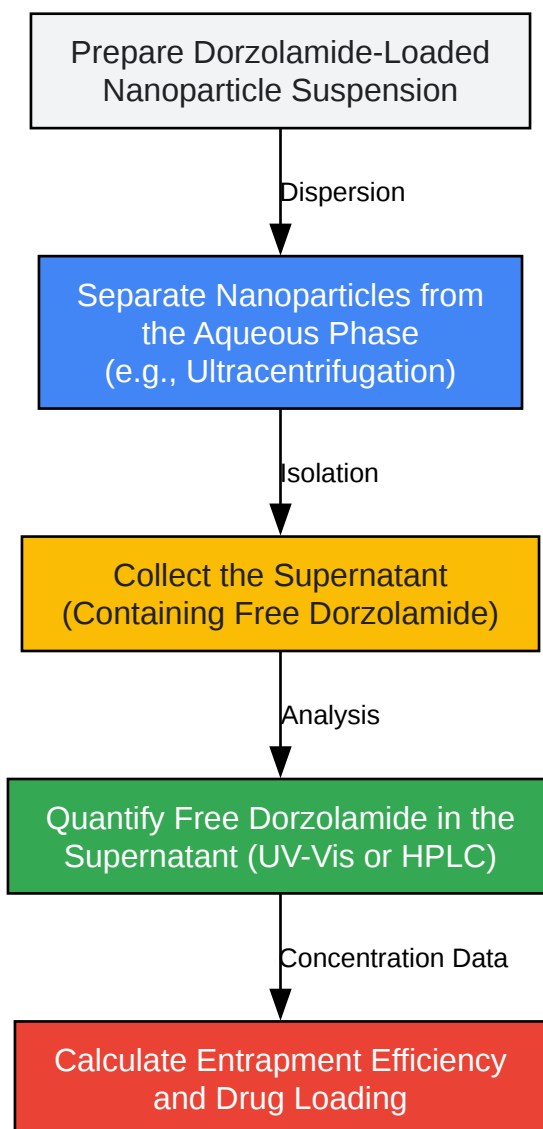 Prepare Dorzolamide-Loaded
Nanoparticle Suspension
Dispersion
Separate Nanoparticles from
the Aqueous Phase
(e.g., Ultracentrifugation)
Isolation
Collect the Supernatant
(Containing Free Dorzolamide)
Analysis
Quantify Free Dorzolamide in the
Supernatant (UV-Vis or HPLC)
Concentration Data
Calculate Entrapment Efficiency
and Drug Loading